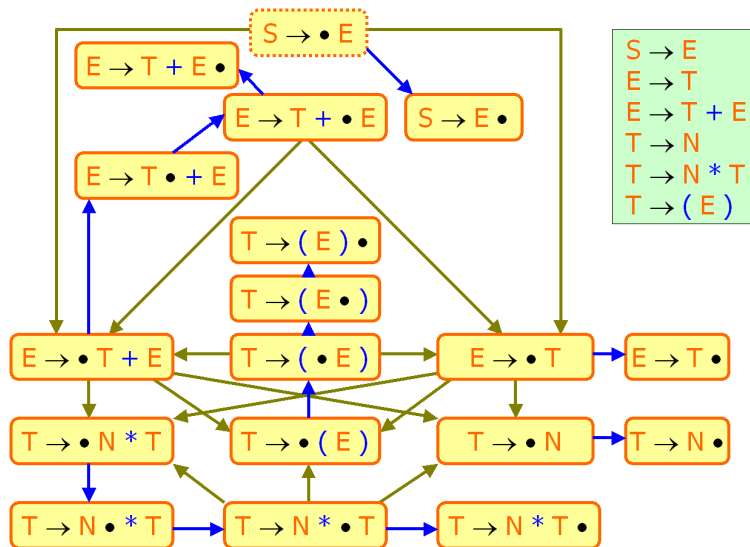 S → • E
E → T + E •
E → T + • E
S → E •
E → T • + E
T → ( E ) •
T → ( E • )
E → • T + E
T → ( • E )
E → • T
E → T •
T → • N * T
T → • ( E )
T → • N
T → N •
T → N • * T
T → N * • T
T → N * T •
S → E
E → T
E → T + E
T → N
T → N * T
T → ( E )